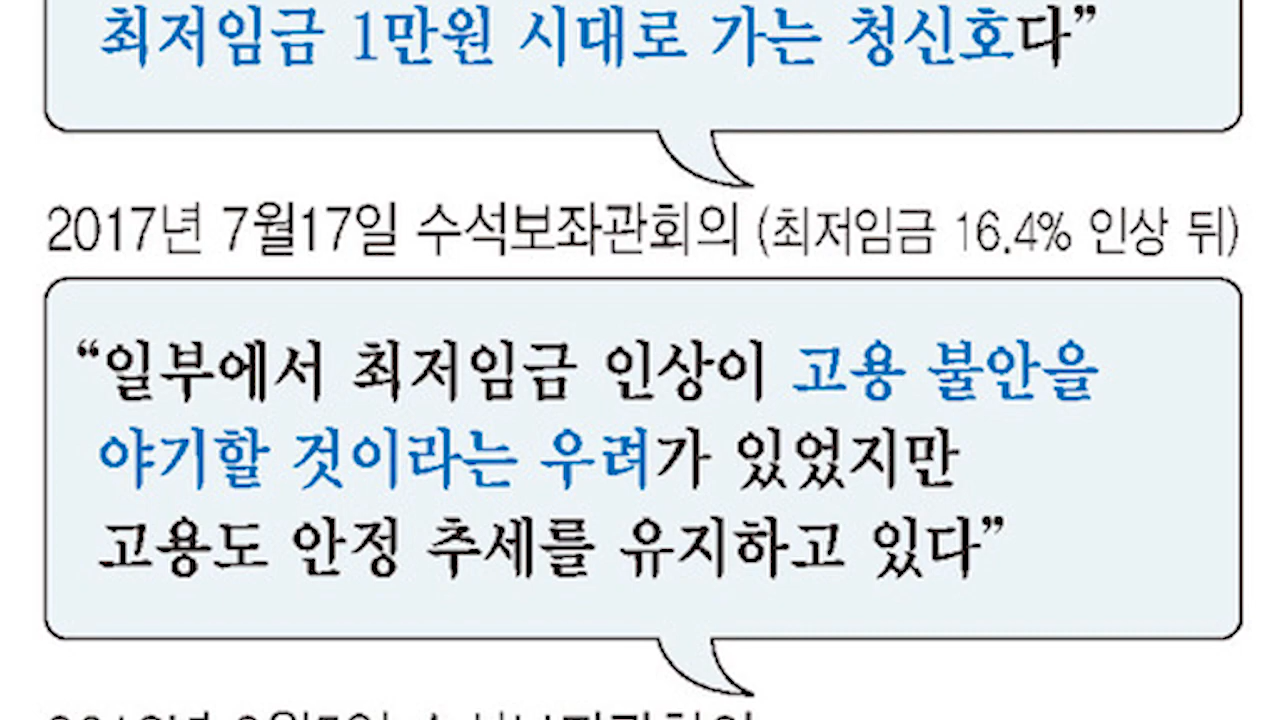 최저임금 1만원 시대로 가는 청신호다”
2017년 7월17일 수석보좌관회의 (최저임금 16.4% 인상 뒤)
“일부에서 최저임금 인상이 고용 불안을
야기할 것이라는 우려가 있었지만
고용도 안정 추세를 유지하고 있다”